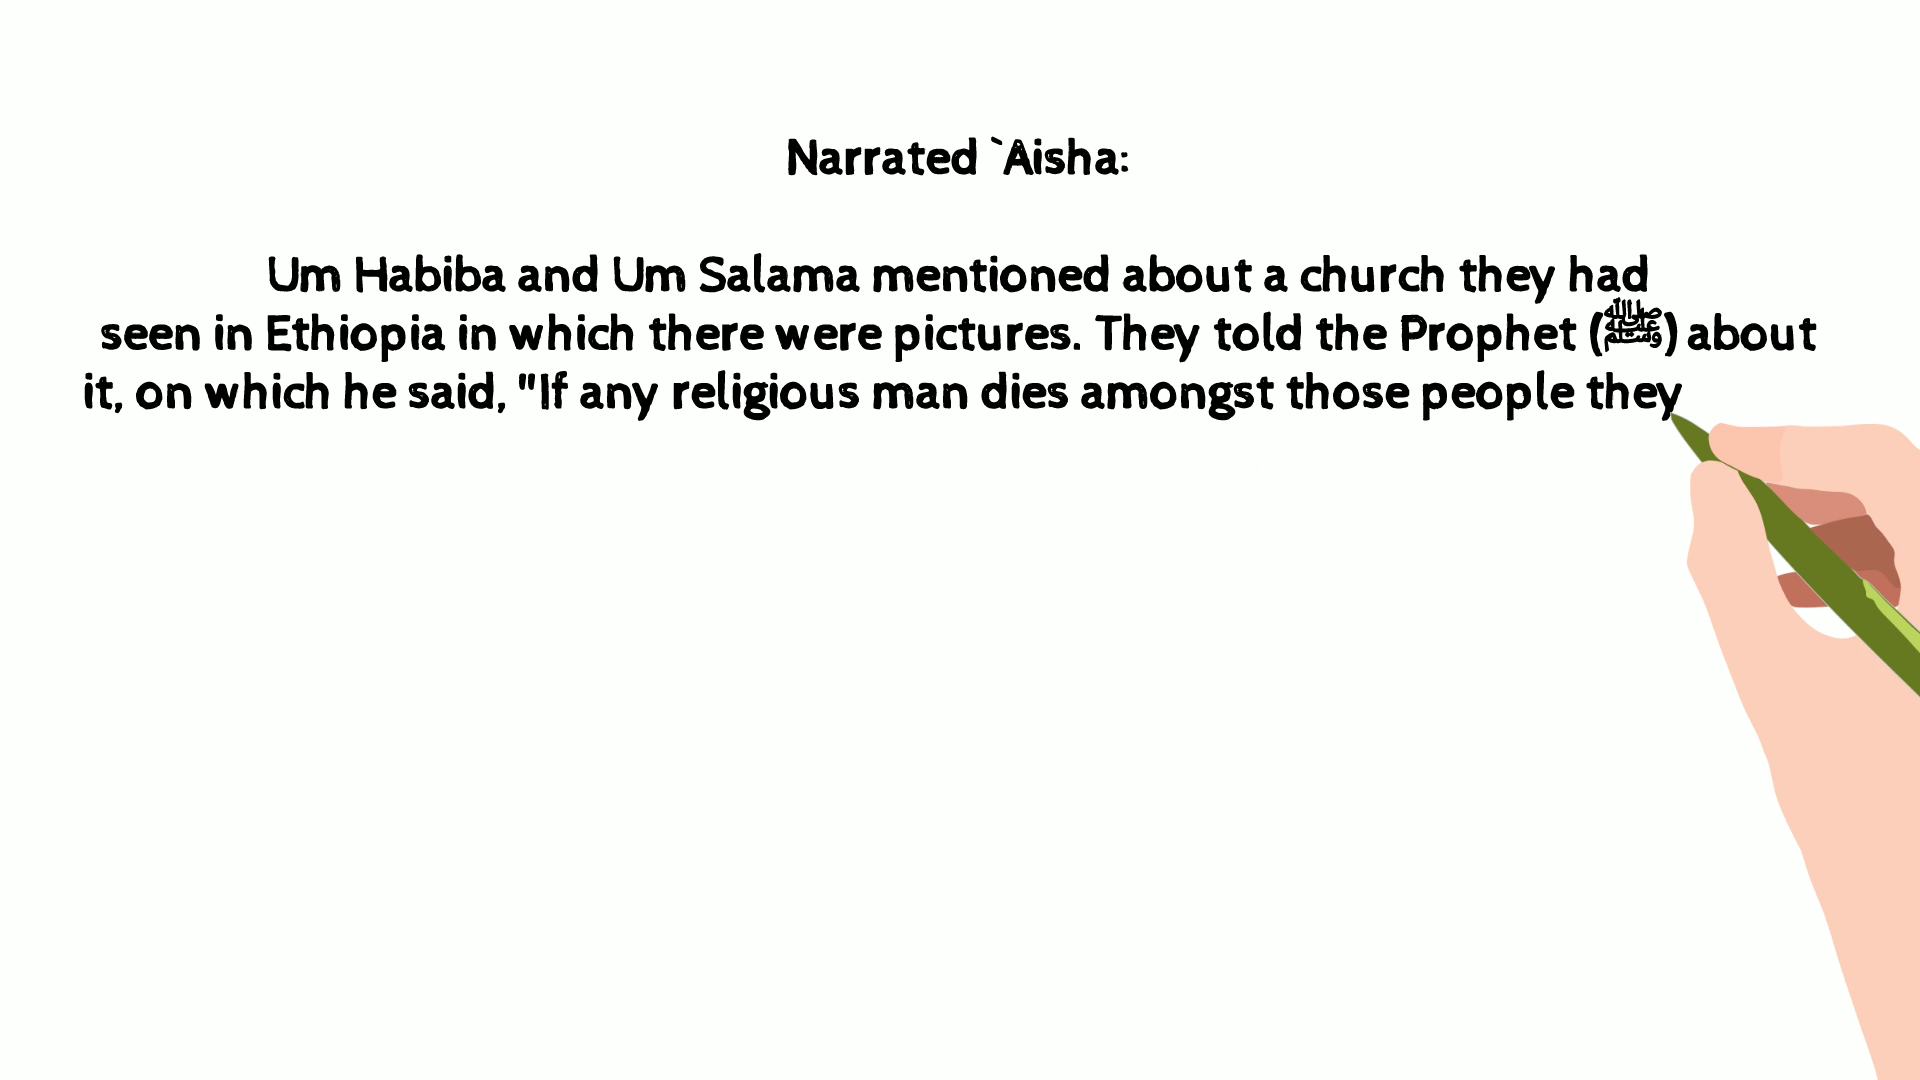 Narrated `Aisha:
Um Habiba and Um Salama mentioned about a church they had
seen in Ethiopia in which there were pictures. They told the Prophet (ﷺ) about
it, on which he said, "If any religious man dies amongst those people they